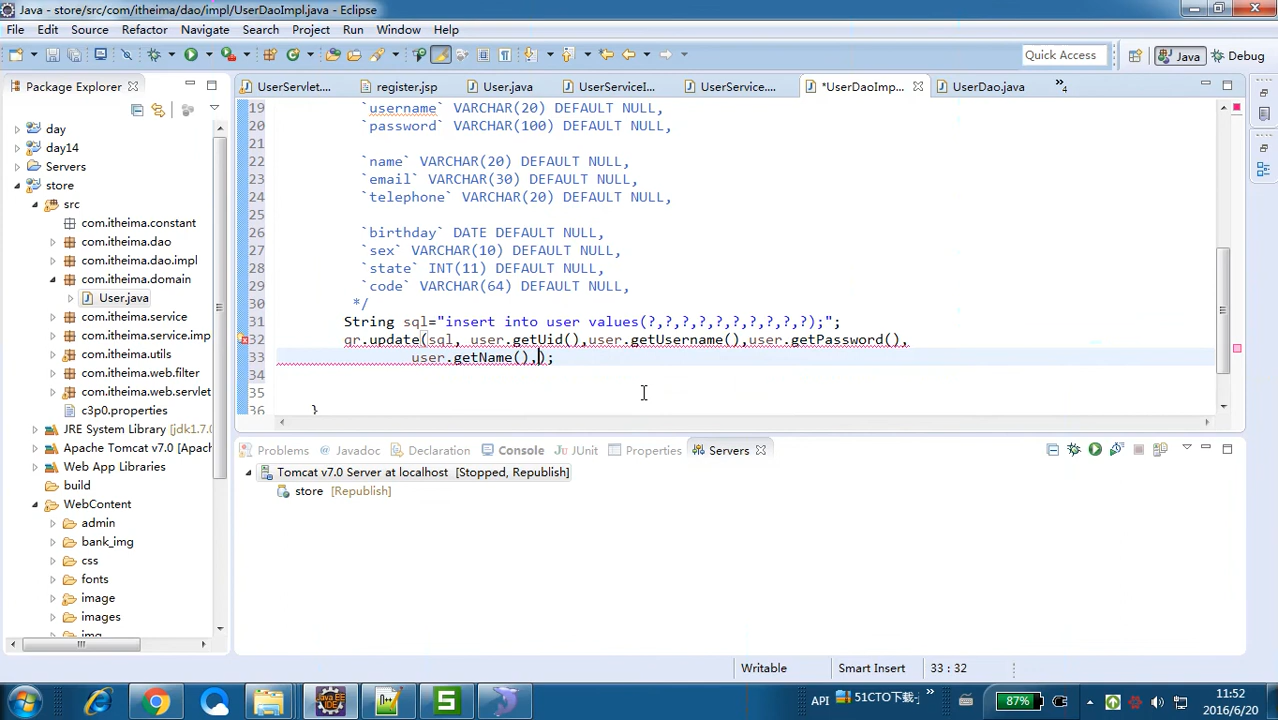 Java - store/src/com/itheima/dao/impl/UserDaoImpl.java - Eclipse
File Edit Source Refactor Navigate Search Project Run Window Help
Quick Access
Java
Debug
Package Explorer
UserServlet....
register.jsp
User.java
UserServiceI...
UserService....
*UserDaoImp...
UserDao.java
»4
day
day14
Servers
store
src
com.itheima.constant
com.itheima.dao
com.itheima.dao.impl
com.itheima.domain
User.java
com.itheima.service
com.itheima.service.imp
com.itheima.utils
com.itheima.web.filter
com.itheima.web.servlet
c3p0.properties
JRE System Library [jdk1.7.0
Apache Tomcat v7.0 [Apac
Web App Libraries
build
WebContent
admin
bank_img
css
fonts
image
images
img
19 `username` VARCHAR(20) DEFAULT NULL,
20 `password` VARCHAR(100) DEFAULT NULL,
21
22 `name` VARCHAR(20) DEFAULT NULL,
23 `email` VARCHAR(30) DEFAULT NULL,
24 `telephone` VARCHAR(20) DEFAULT NULL,
25
26 `birthday` DATE DEFAULT NULL,
27 `sex` VARCHAR(10) DEFAULT NULL,
28 `state` INT(11) DEFAULT NULL,
29 `code` VARCHAR(64) DEFAULT NULL,
30 */
31 String sql="insert into user values(?,?,?,?,?,?,?,?,?,?);";
32 qr.update(sql, user.getUid(),user.getUsername(),user.getPassword(),
33 user.getName(),);
34
35
36 }
Problems
Javadoc
Declaration
Console
JUnit
Properties
Servers
Tomcat v7.0 Server at localhost [Stopped, Republish]
store [Republish]
Writable
Smart Insert
33 : 32
API
51CTO下载-
87%
11:52
2016/6/20